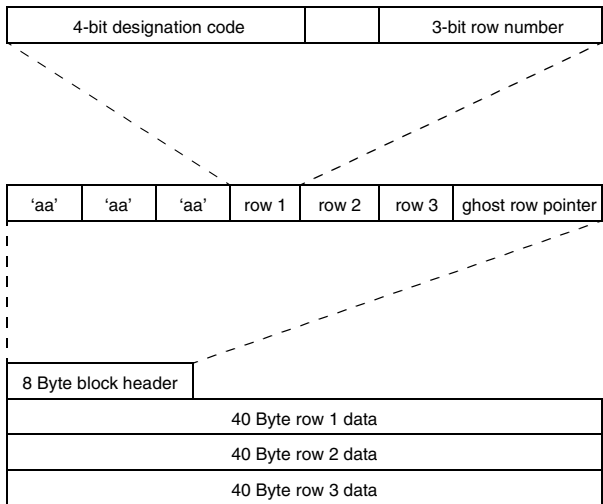 4-bit designation code 3-bit row number
‘aa’ ‘aa’ ‘aa’ row 1 row 2 row 3 ghost row pointer
8 Byte block header
40 Byte row 1 data
40 Byte row 2 data
40 Byte row 3 data